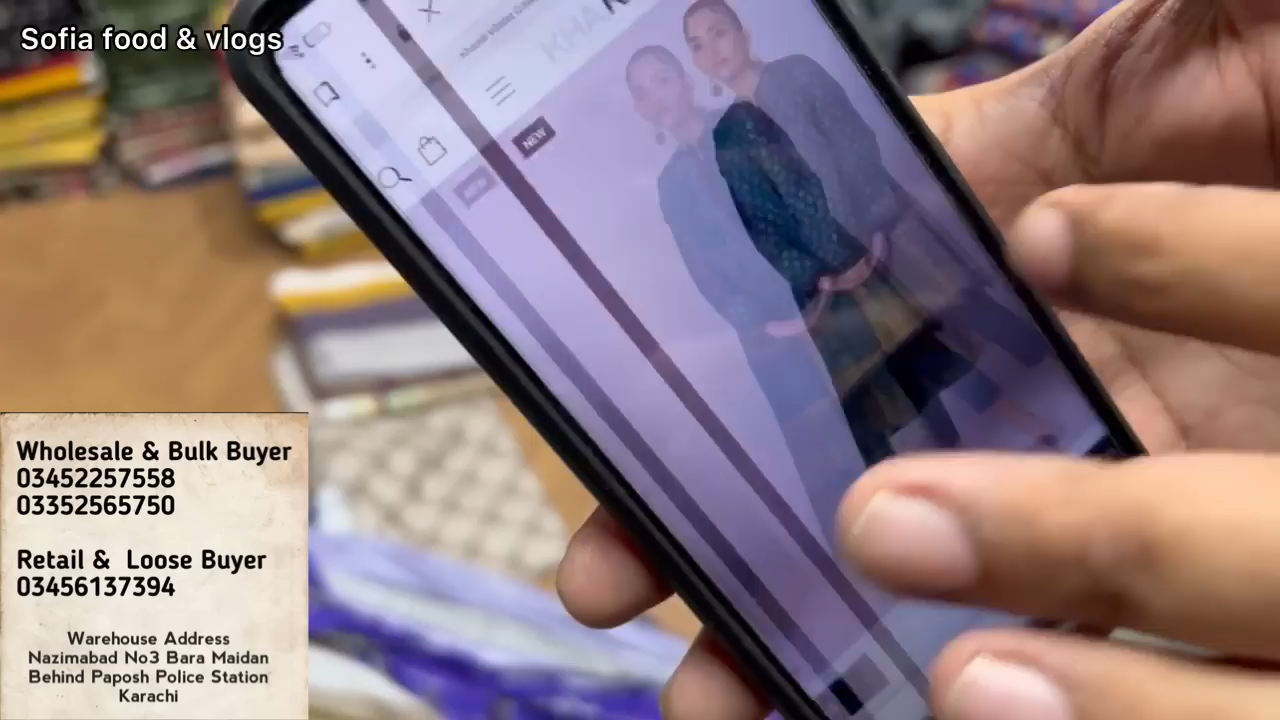 Sofia food & vlogs
KHA
NEW
Wholesale & Bulk Buyer
03452257558
03352565750
Retail & Loose Buyer
03456137394
Warehouse Address
Nazimabad No3 Bara Maidan
Behind Paposh Police Station
Karachi